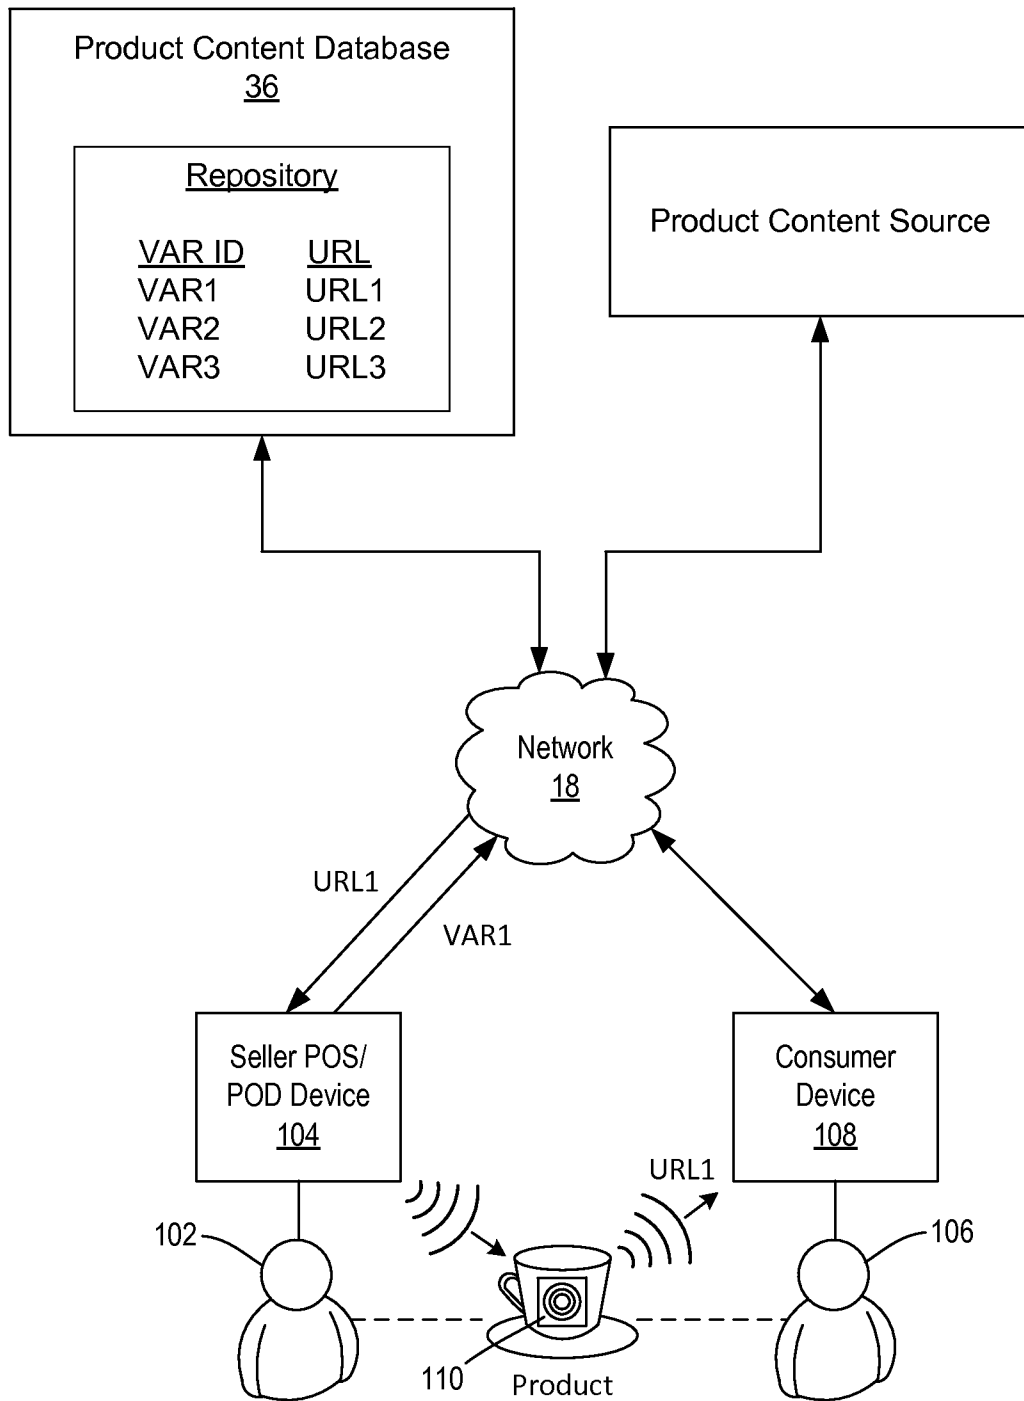 Product Content Database
36
Repository
VAR ID URL
VAR1 URL1
VAR2 URL2
VAR3 URL3
Product Content Source
Network
18
URL1
VAR1
Seller POS/
POD Device
104
Consumer
Device
108
URL1
102
106
110
Product